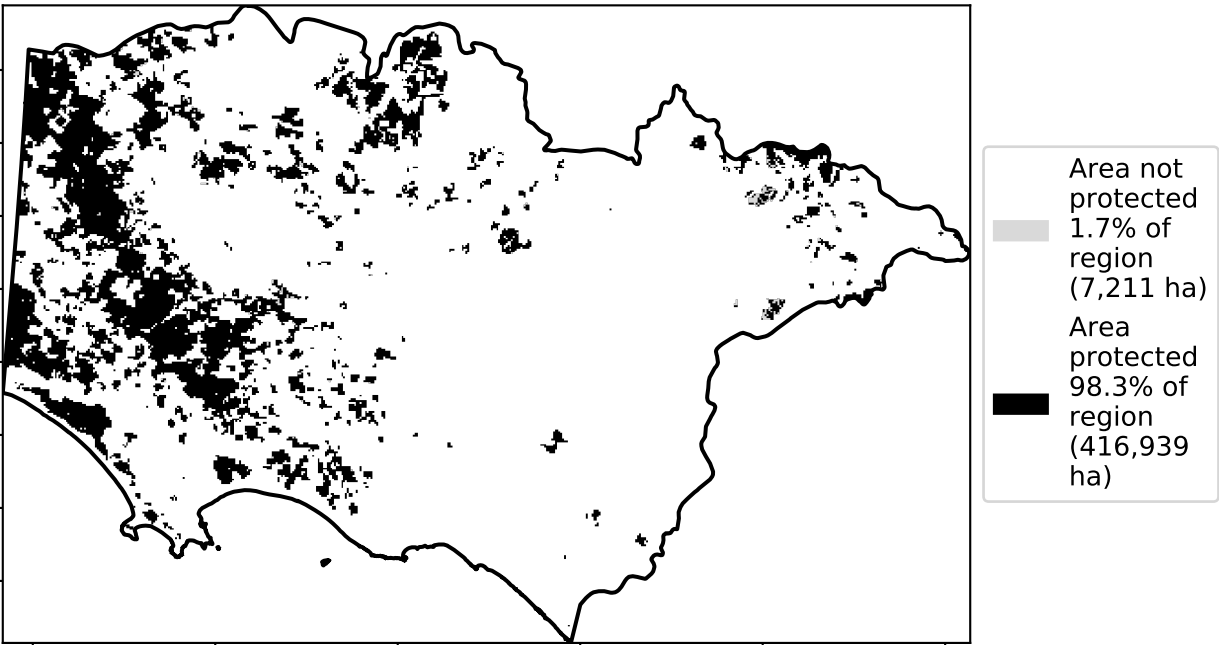 Area not
protected
1.7% of
region
(7,211 ha)
Area
protected
98.3% of
region
(416,939
ha)